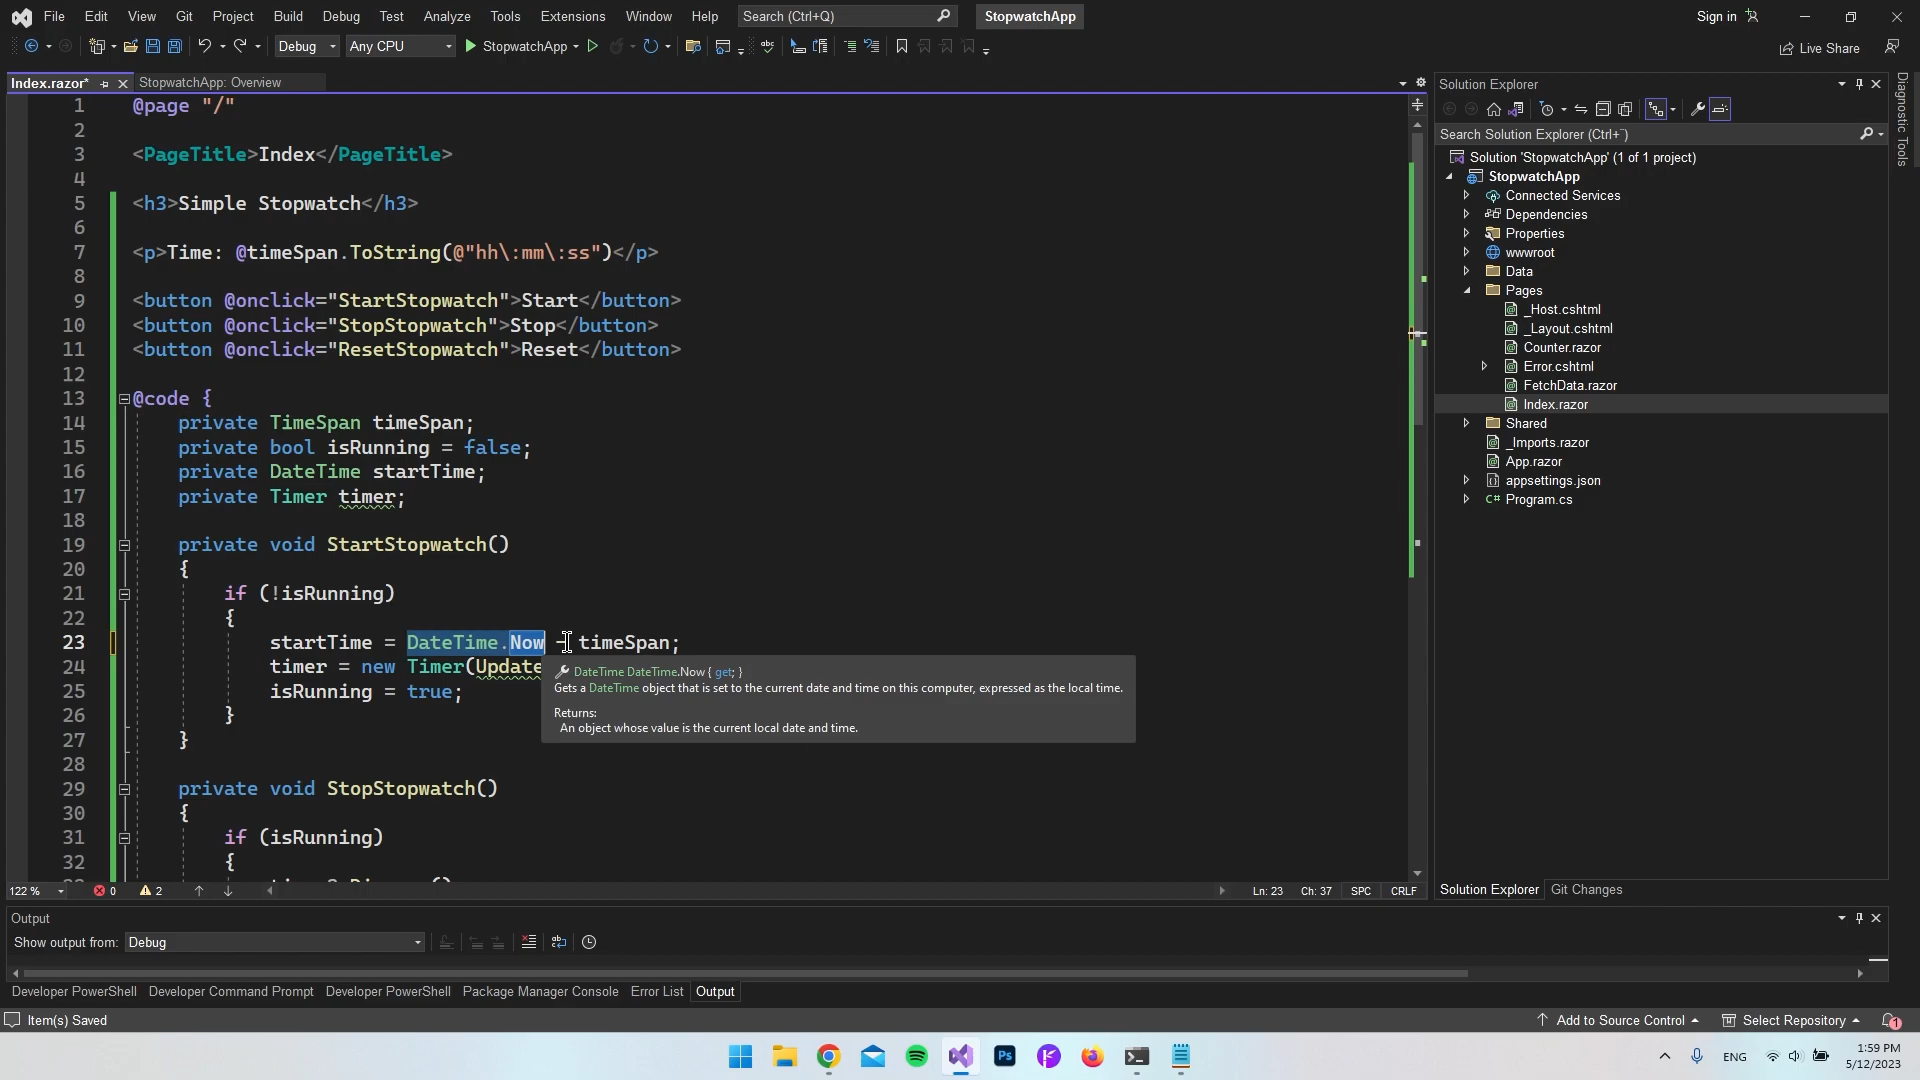 File Edit View Git Project Build Debug Test Analyze Tools Extensions Window Help Search (Ctrl+Q) StopwatchApp Sign in
Debug Any CPU StopwatchApp Live Share
Index.razor* StopwatchApp: Overview
1 @page "/"
2
3 <PageTitle>Index</PageTitle>
4
5 <h3>Simple Stopwatch</h3>
6
7 <p>Time: @timeSpan.ToString(@"hh\:mm\:ss")</p>
8
9 <button @onclick="StartStopwatch">Start</button>
10 <button @onclick="StopStopwatch">Stop</button>
11 <button @onclick="ResetStopwatch">Reset</button>
12
13 @code {
14 private TimeSpan timeSpan;
15 private bool isRunning = false;
16 private DateTime startTime;
17 private Timer timer;
18
19 private void StartStopwatch()
20 {
21 if (!isRunning)
22 {
23 startTime = DateTime.Now - timeSpan;
24 timer = new Timer(Update
25 isRunning = true;
26 }
27 }
28
29 private void StopStopwatch()
30 {
31 if (isRunning)
32 {
DateTime DateTime.Now { get; }
Gets a DateTime object that is set to the current date and time on this computer, expressed as the local time.
Returns:
An object whose value is the current local date and time.
122 % 0 2 Ln: 23 Ch: 37 SPC CRLF
Solution Explorer
Search Solution Explorer (Ctrl+¨)
Solution 'StopwatchApp' (1 of 1 project)
StopwatchApp
Connected Services
Dependencies
Properties
wwwroot
Data
Pages
_Host.cshtml
_Layout.cshtml
Counter.razor
Error.cshtml
FetchData.razor
Index.razor
Shared
_Imports.razor
App.razor
appsettings.json
C# Program.cs
Solution Explorer Git Changes
Diagnostic Tools
Output
Show output from: Debug
Developer PowerShell Developer Command Prompt Developer PowerShell Package Manager Console Error List Output
Item(s) Saved Add to Source Control Select Repository 1
Ps ENG 1:59 PM
5/12/2023